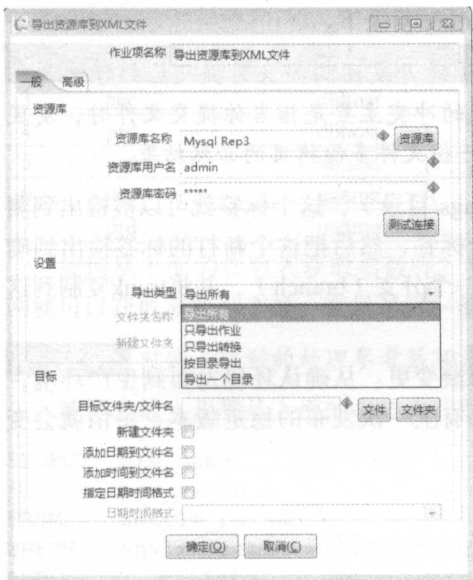 导出资源库到XML文件
作业项名称 导出资源库到XML文件
一般 高级
资源库
资源库名称 Mysql Rep3 资源库
资源库用户名 admin
资源库密码 *****
测试连接
设置
导出类型 导出所有
文件夹名称 导出所有
只导出作业
新建文件夹 只导出转换
按目录导出
导出一个目录
目标
目标文件夹/文件名 文件 文件夹
新建文件夹
添加日期到文件名
添加时间到文件名
指定日期时间格式
日期时间格式
确定(O) 取消(C)